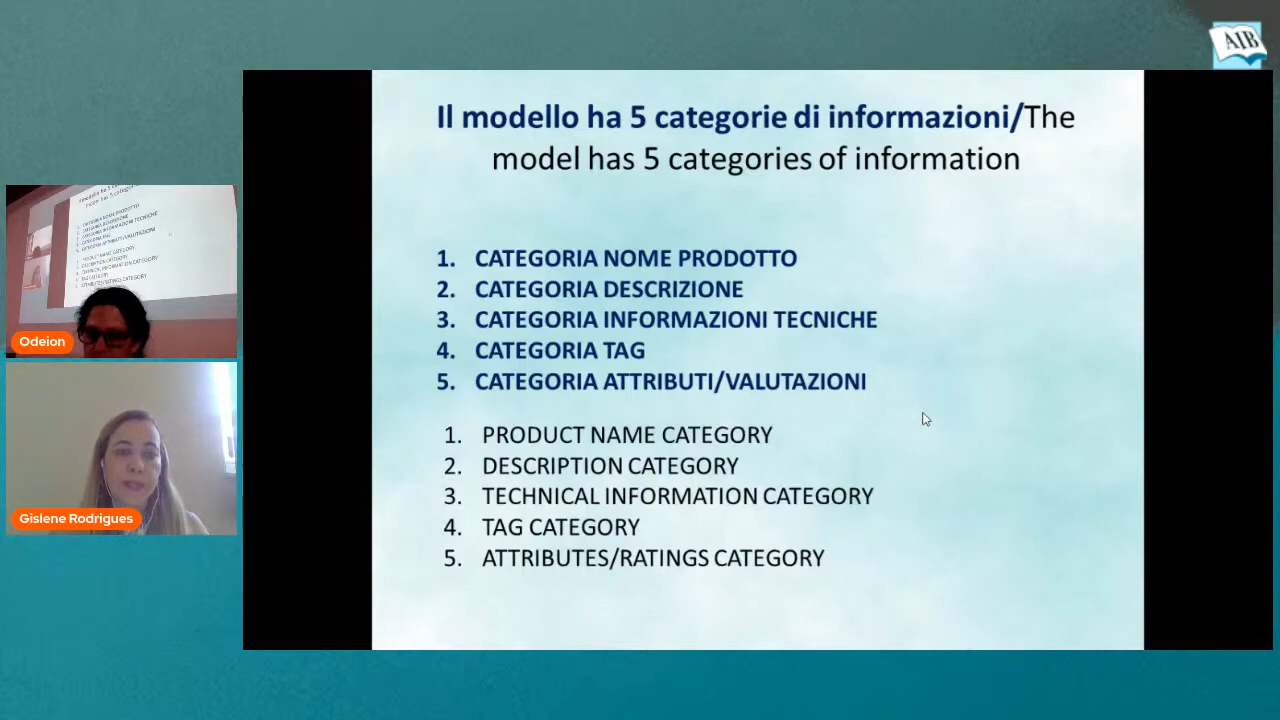 AIB
Il modello ha 5 categorie di informazioni/The
model has 5 categories of information
1. CATEGORIA NOME PRODOTTO
2. CATEGORIA DESCRIZIONE
3. CATEGORIA INFORMAZIONI TECNICHE
4. CATEGORIA TAG
5. CATEGORIA ATTRIBUTI/VALUTAZIONI
1. PRODUCT NAME CATEGORY
2. DESCRIPTION CATEGORY
3. TECHNICAL INFORMATION CATEGORY
4. TAG CATEGORY
5. ATTRIBUTES/RATINGS CATEGORY
Odeion
Gislene Rodrigues